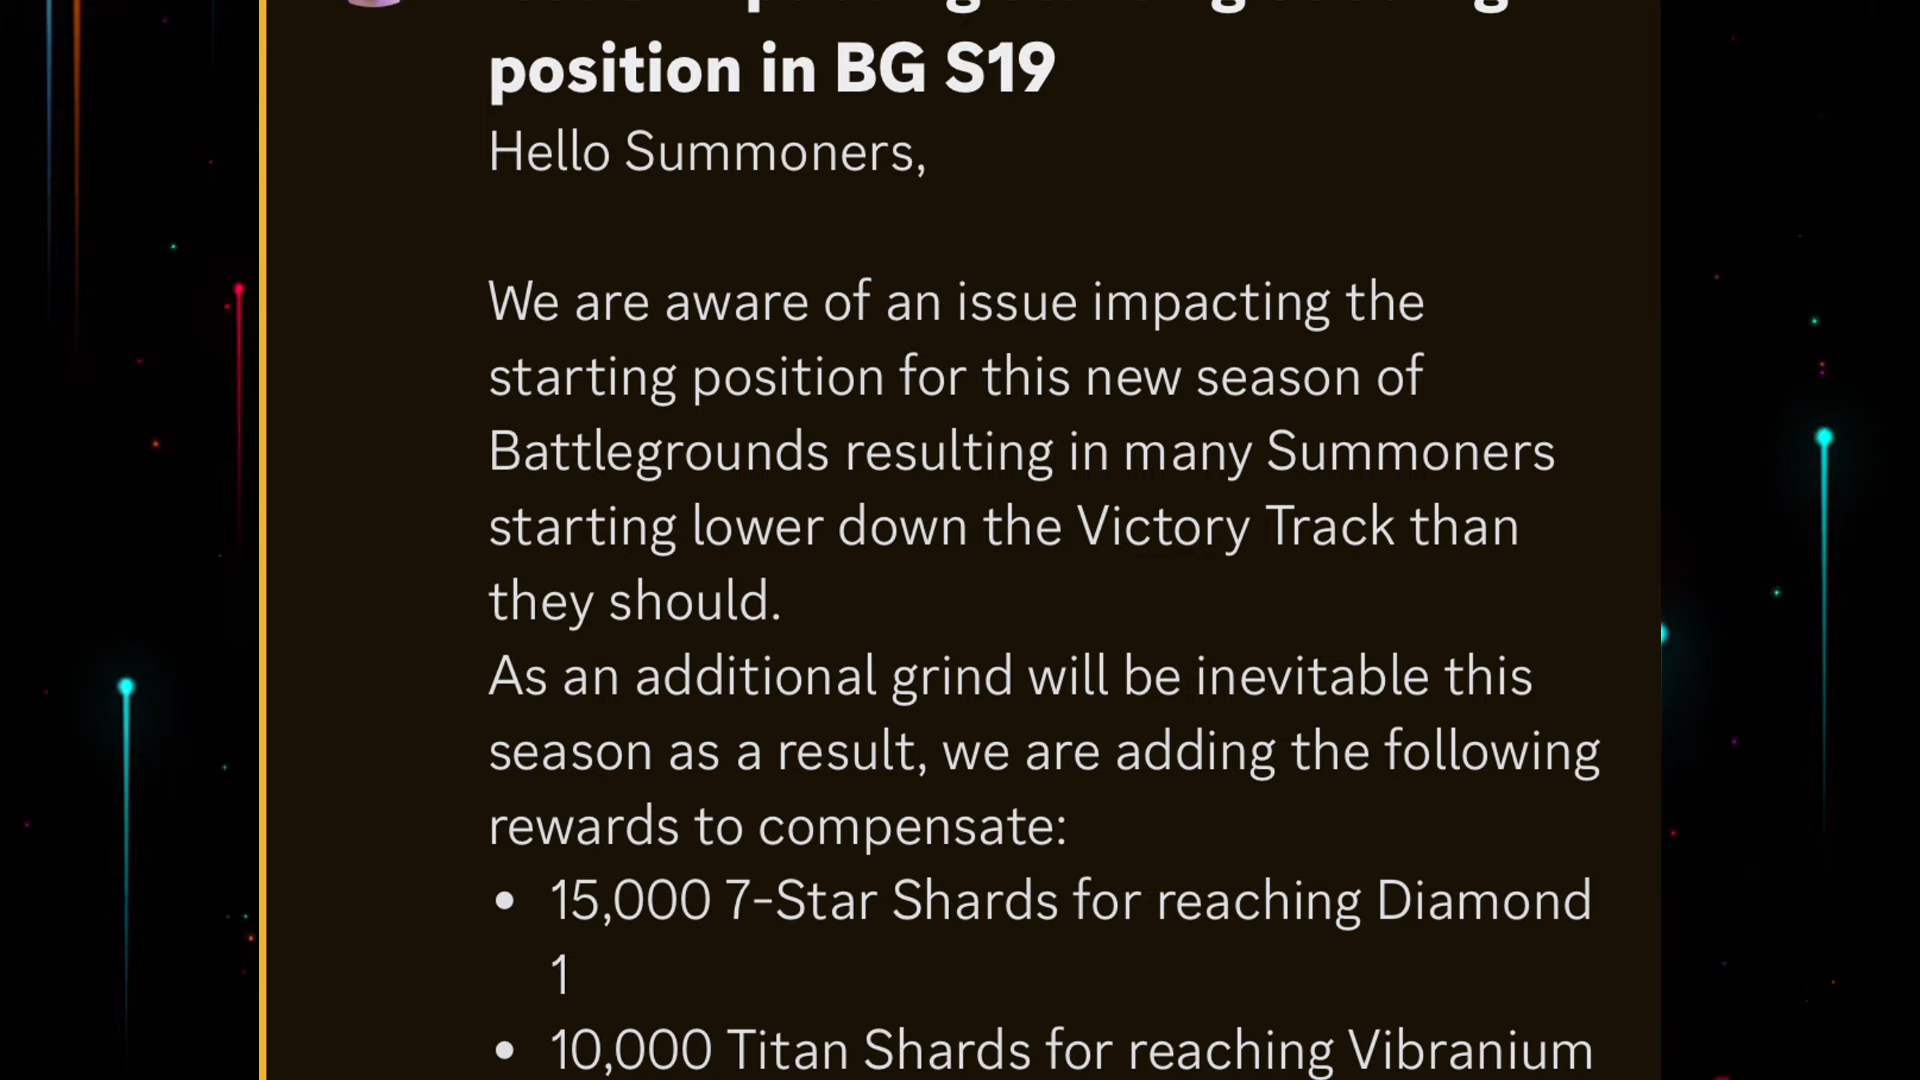 position in BG S19
Hello Summoners,
We are aware of an issue impacting the
starting position for this new season of
Battlegrounds resulting in many Summoners
starting lower down the Victory Track than
they should.
As an additional grind will be inevitable this
season as a result, we are adding the following
rewards to compensate:
• 15,000 7-Star Shards for reaching Diamond
1
• 10,000 Titan Shards for reaching Vibranium